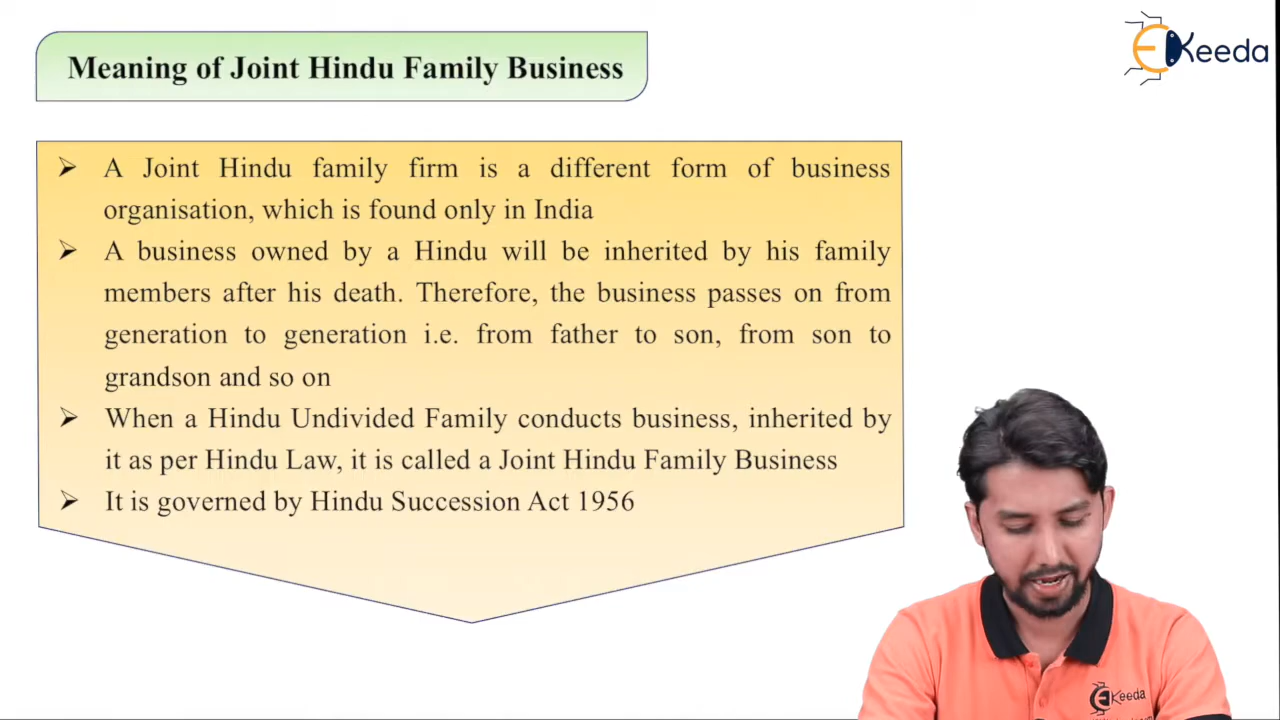 Meaning of Joint Hindu Family Business
EKeeda
➢ A Joint Hindu family firm is a different form of business
organisation, which is found only in India
➢ A business owned by a Hindu will be inherited by his family
members after his death. Therefore, the business passes on from
generation to generation i.e. from father to son, from son to
grandson and so on
➢ When a Hindu Undivided Family conducts business, inherited by
it as per Hindu Law, it is called a Joint Hindu Family Business
➢ It is governed by Hindu Succession Act 1956
EKeeda